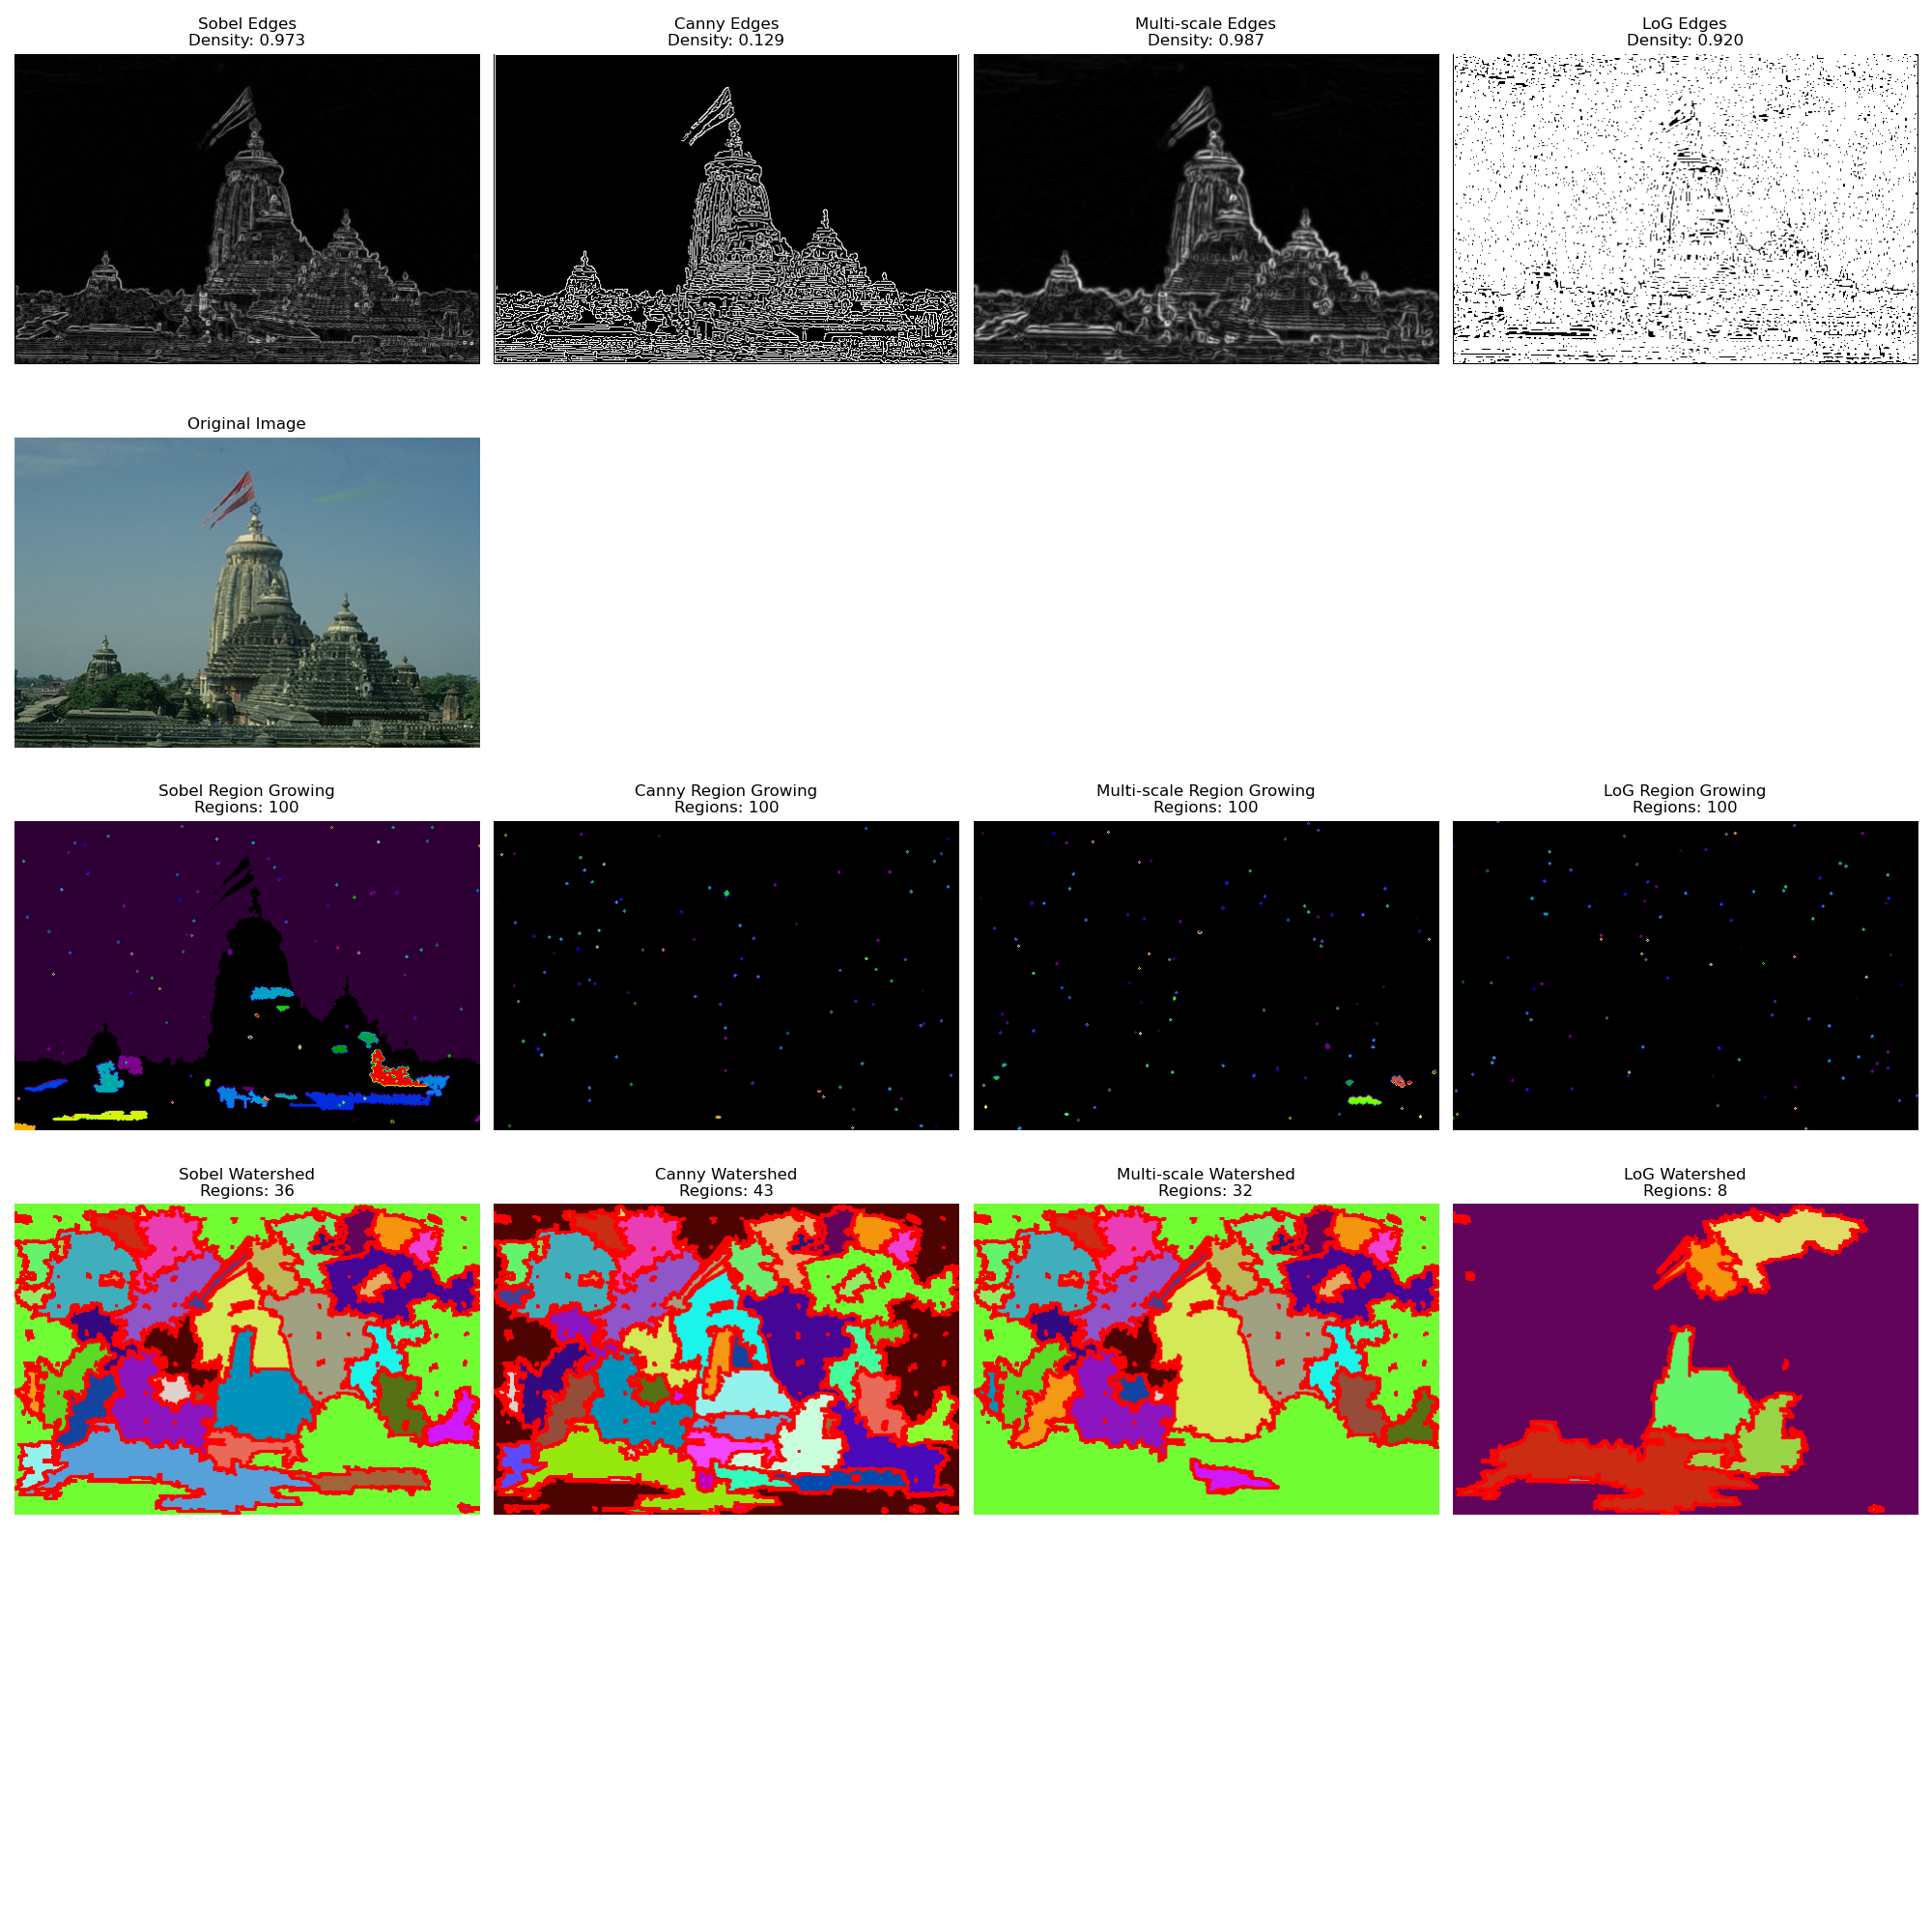 Sobel Edges
Density: 0.973
Canny Edges
Density: 0.129
Multi-scale Edges
Density: 0.987
LoG Edges
Density: 0.920
Original Image
Sobel Region Growing
Regions: 100
Canny Region Growing
Regions: 100
Multi-scale Region Growing
Regions: 100
LoG Region Growing
Regions: 100
Sobel Watershed
Regions: 36
Canny Watershed
Regions: 43
Multi-scale Watershed
Regions: 32
LoG Watershed
Regions: 8